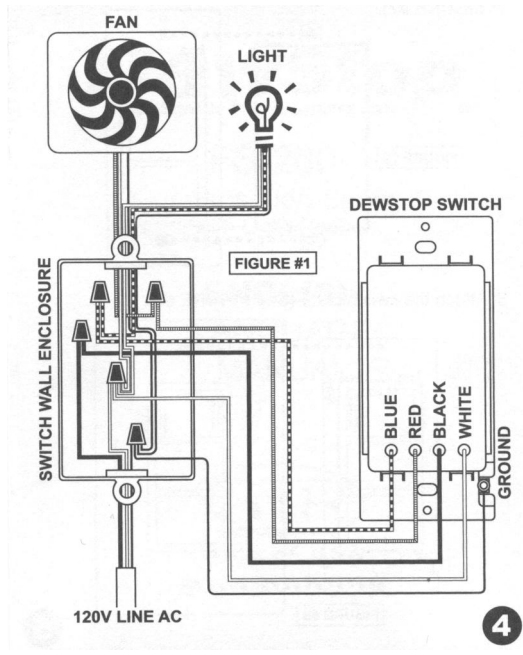 FAN
LIGHT
DEWSTOP SWITCH
FIGURE #1
SWITCH WALL ENCLOSURE
BLUE
RED
BLACK
WHITE
GROUND
120V LINE AC
4